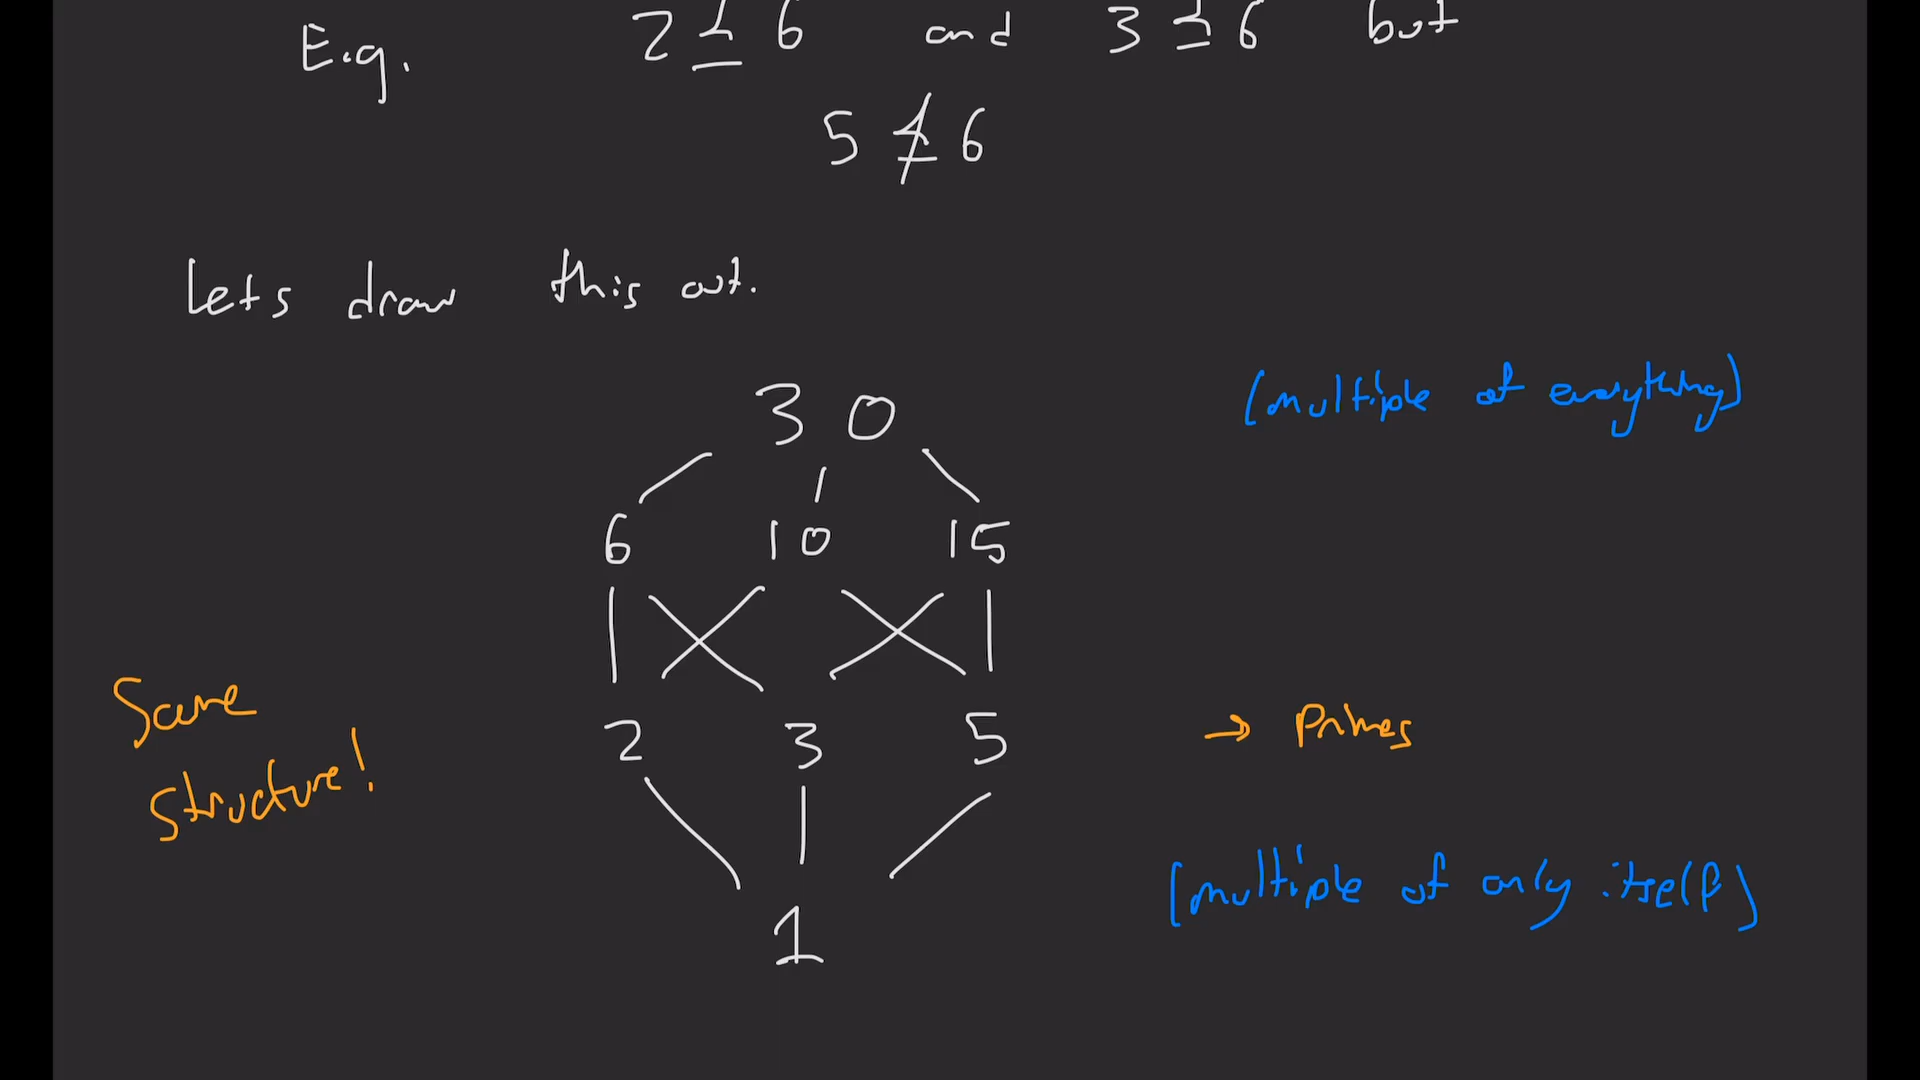 E.g. 2 ⪯ 6 and 3 ⪯ 6 but
5 ⋠ 6
Lets draw this out.
30 (multiple of everything)
6 10 15
Same
2 3 5 → Primes
structure!
(multiple of only itself)
1